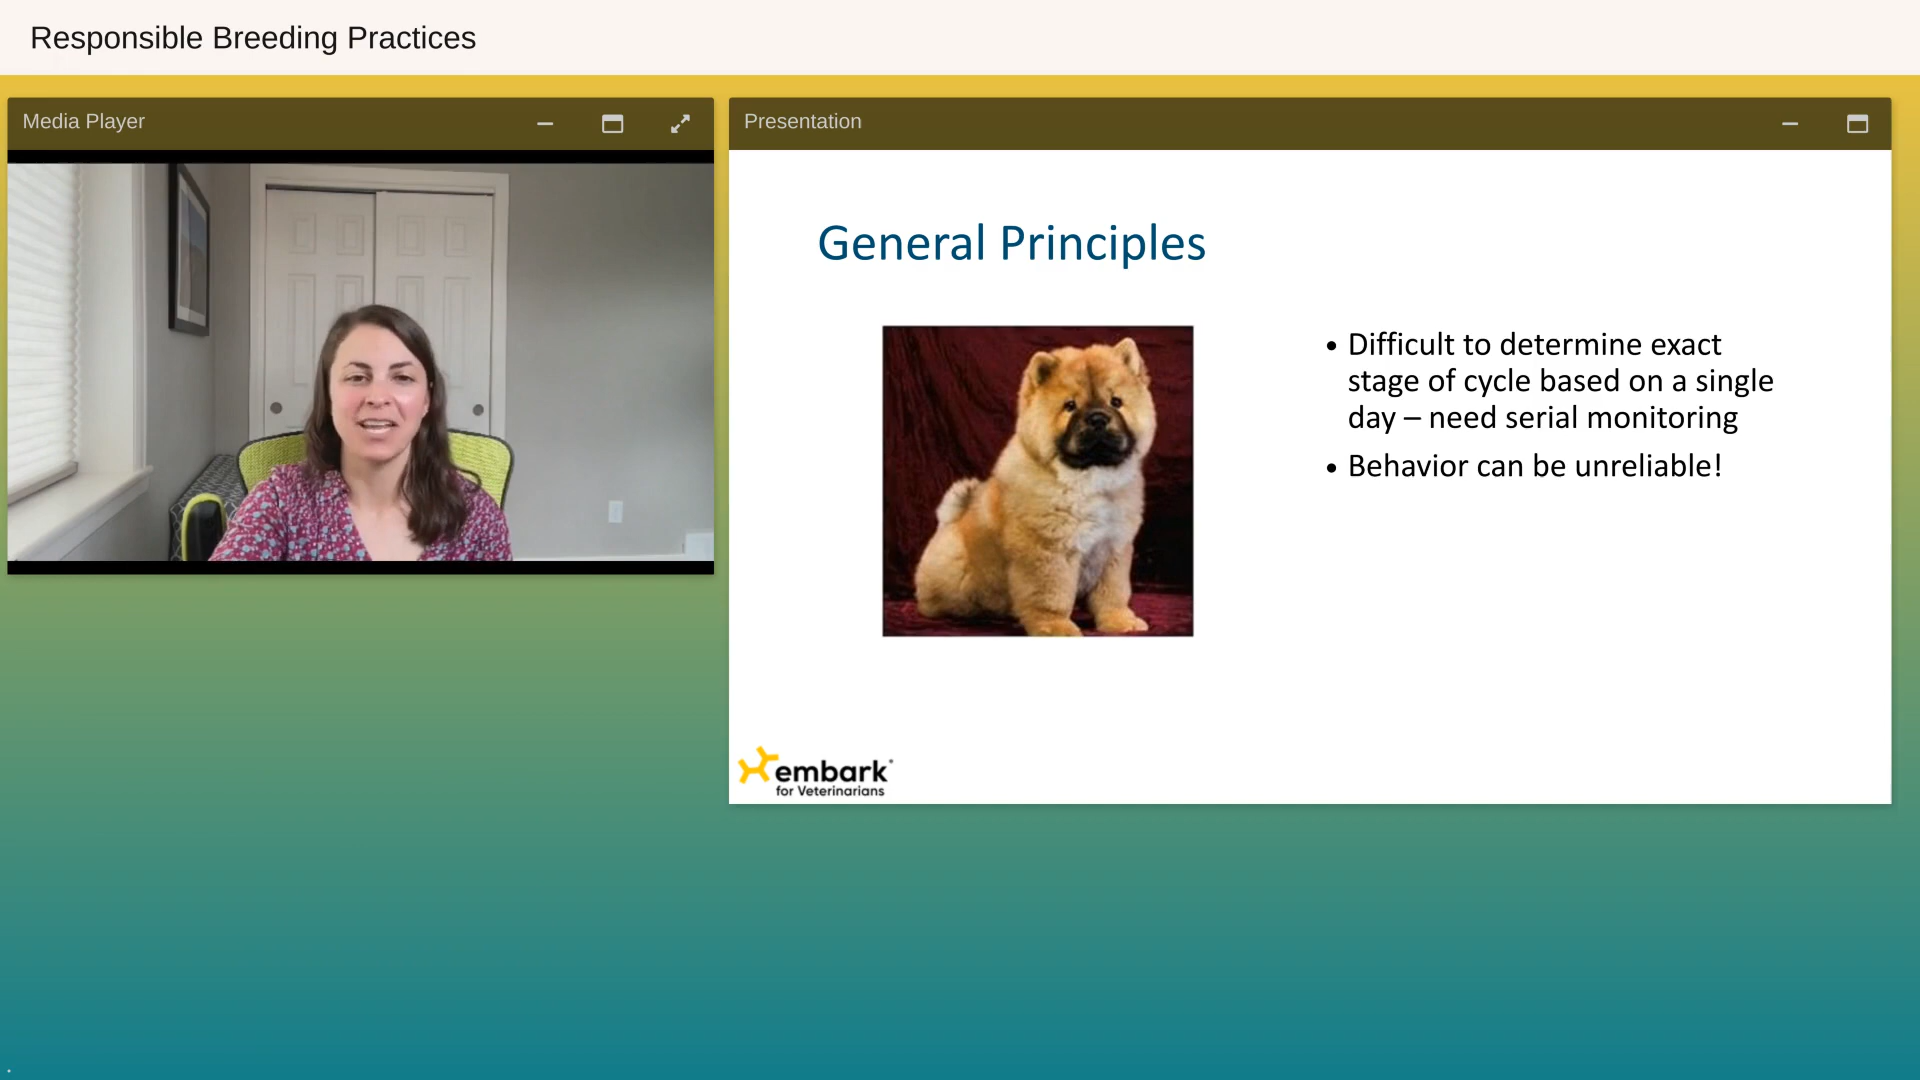 Responsible Breeding Practices
Media Player
Presentation
General Principles
• Difficult to determine exact
stage of cycle based on a single
day – need serial monitoring
• Behavior can be unreliable!
embark
for Veterinarians